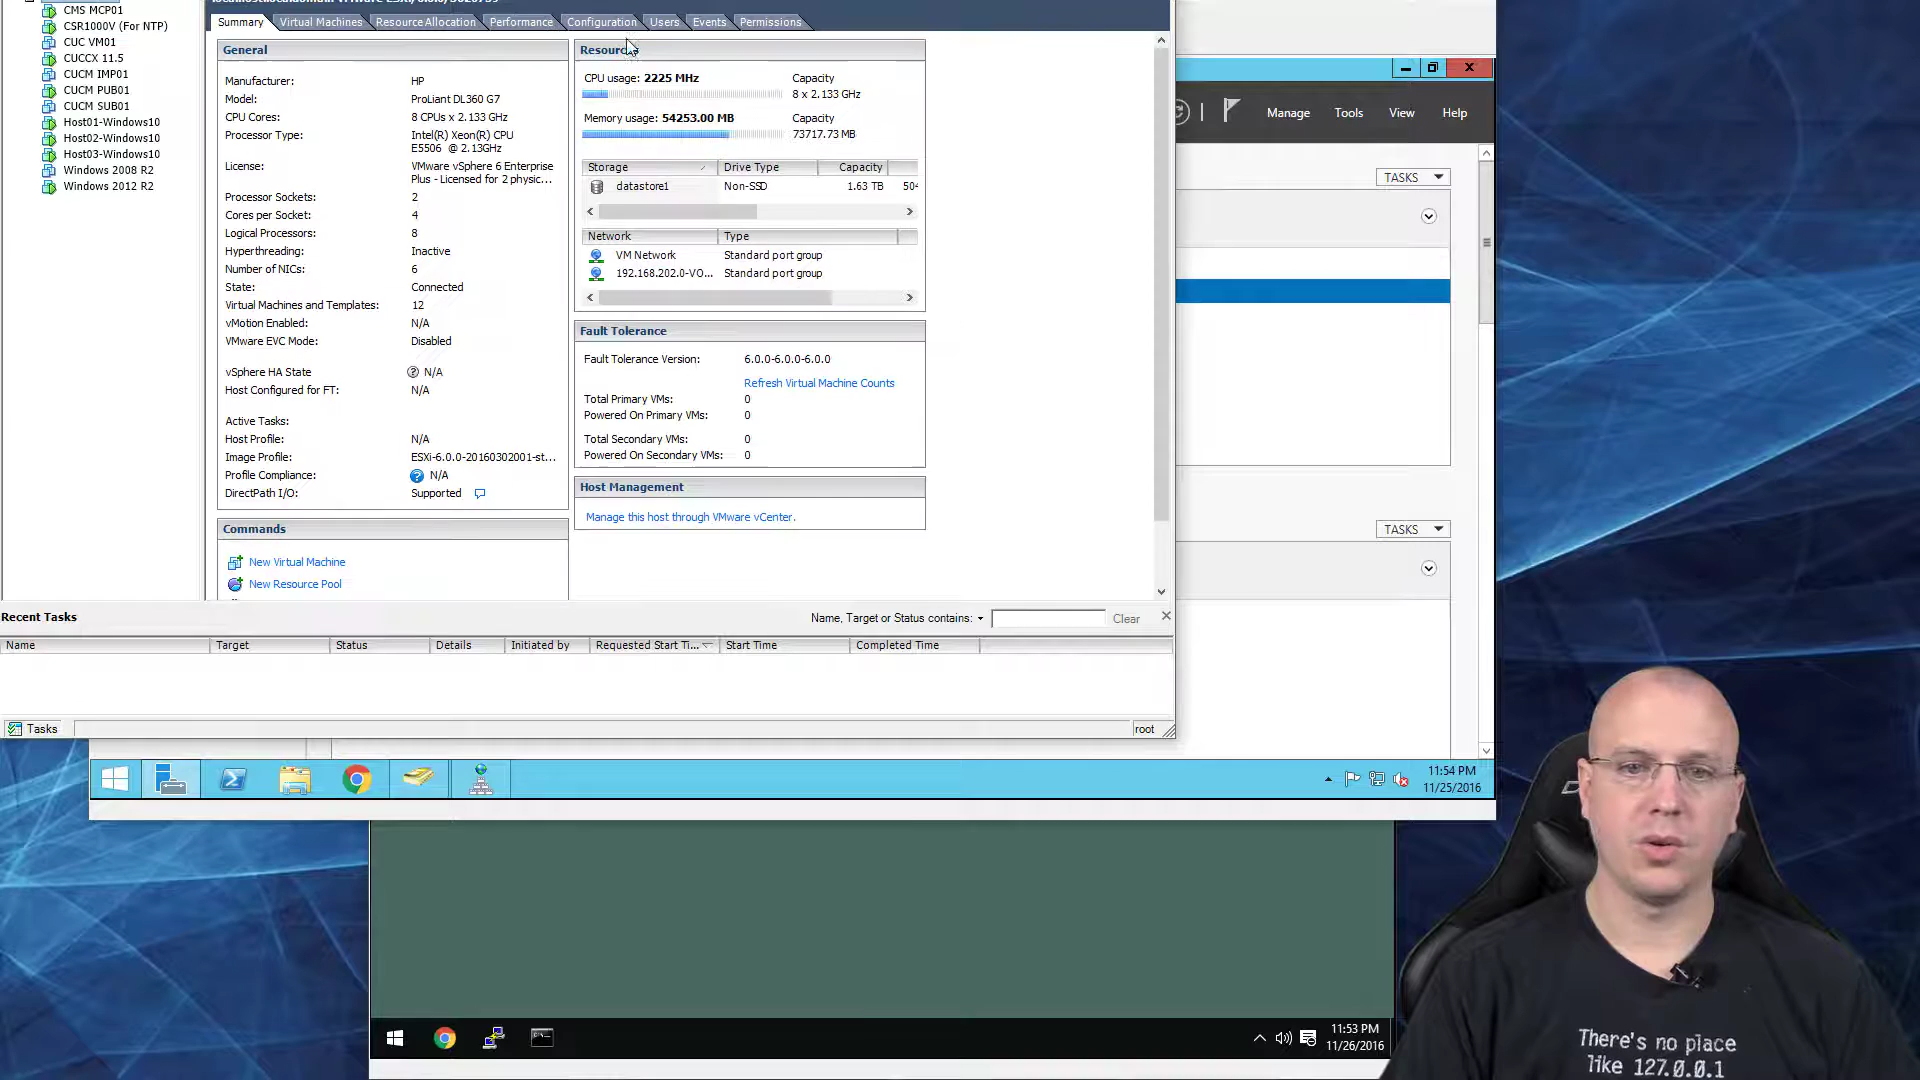 CMS MCP01
CSR1000V (For NTP)
CUC VM01
CUCCX 11.5
CUCM IMP01
CUCM PUB01
CUCM SUB01
Host01-Windows10
Host02-Windows10
Host03-Windows10
Windows 2008 R2
Windows 2012 R2
Summary Virtual Machines Resource Allocation Performance Configuration Users Events Permissions
General
Manufacturer: HP
Model: ProLiant DL360 G7
CPU Cores: 8 CPUs x 2.133 GHz
Processor Type: Intel(R) Xeon(R) CPU
E5506 @ 2.13GHz
License: VMware vSphere 6 Enterprise
Plus - Licensed for 2 physic...
Processor Sockets: 2
Cores per Socket: 4
Logical Processors: 8
Hyperthreading: Inactive
Number of NICs: 6
State: Connected
Virtual Machines and Templates: 12
vMotion Enabled: N/A
VMware EVC Mode: Disabled
vSphere HA State N/A
Host Configured for FT: N/A
Active Tasks:
Host Profile: N/A
Image Profile: ESXi-6.0.0-20160302001-st...
Profile Compliance: N/A
DirectPath I/O: Supported
Commands
New Virtual Machine
New Resource Pool
Resources
CPU usage: 2225 MHz Capacity
8 x 2.133 GHz
Memory usage: 54253.00 MB Capacity
73717.73 MB
Storage Drive Type Capacity
datastore1 Non-SSD 1.63 TB 504
Network Type
VM Network Standard port group
192.168.202.0-VO... Standard port group
Fault Tolerance
Fault Tolerance Version: 6.0.0-6.0.0-6.0.0
Refresh Virtual Machine Counts
Total Primary VMs: 0
Powered On Primary VMs: 0
Total Secondary VMs: 0
Powered On Secondary VMs: 0
Host Management
Manage this host through VMware vCenter.
Manage Tools View Help
TASKS
TASKS
Recent Tasks
Name, Target or Status contains: Clear
Name Target Status Details Initiated by Requested Start Ti... Start Time Completed Time
Tasks root
11:54 PM
11/25/2016
11:53 PM
11/26/2016
There's no place
like 127.0.0.1